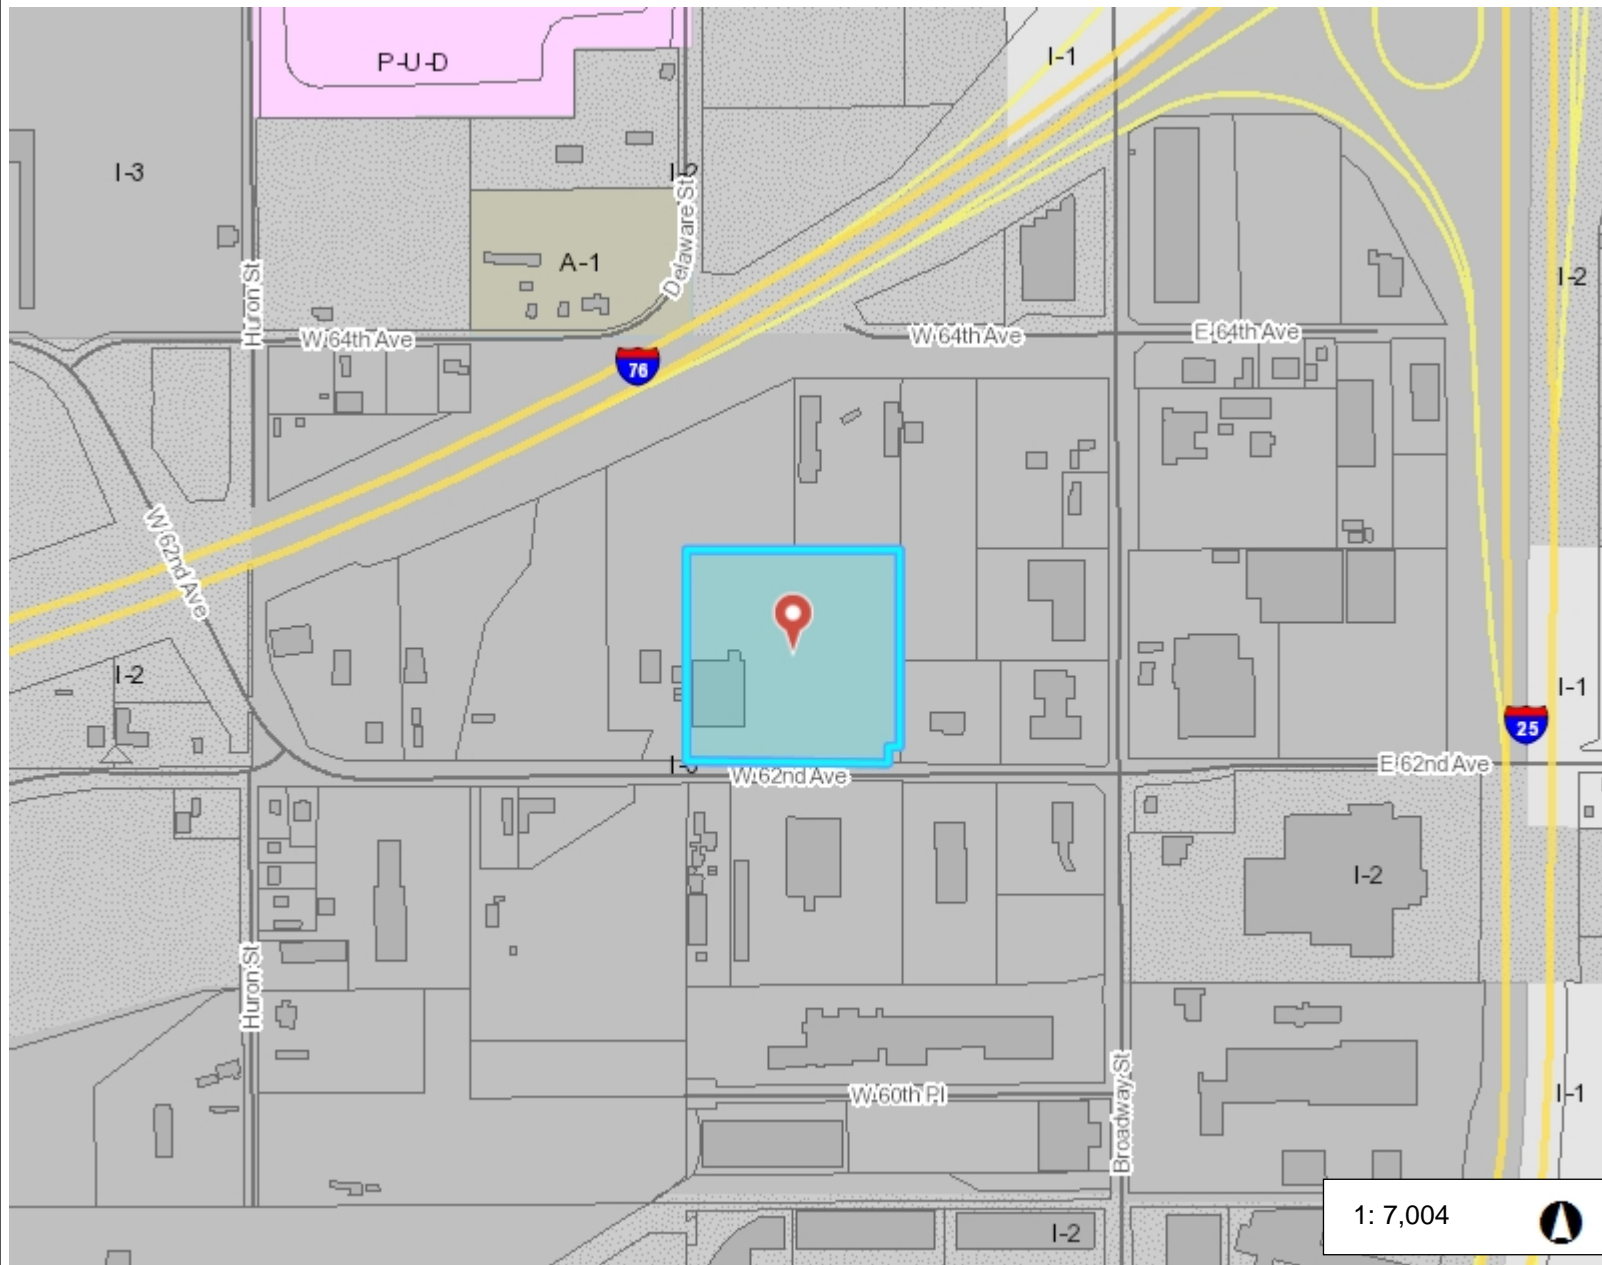 P-U-D
I-1
I-3
I-2
Delaware St
A-1
Huron St
I-2
W 64th Ave
W 64th Ave
E 64th Ave
76
W 62nd Ave
I-2
I-1
25
E 62nd Ave
W 62nd Ave
I-2
Huron St
W 60th Pl
I-1
Broadway St
1: 7,004
I-2